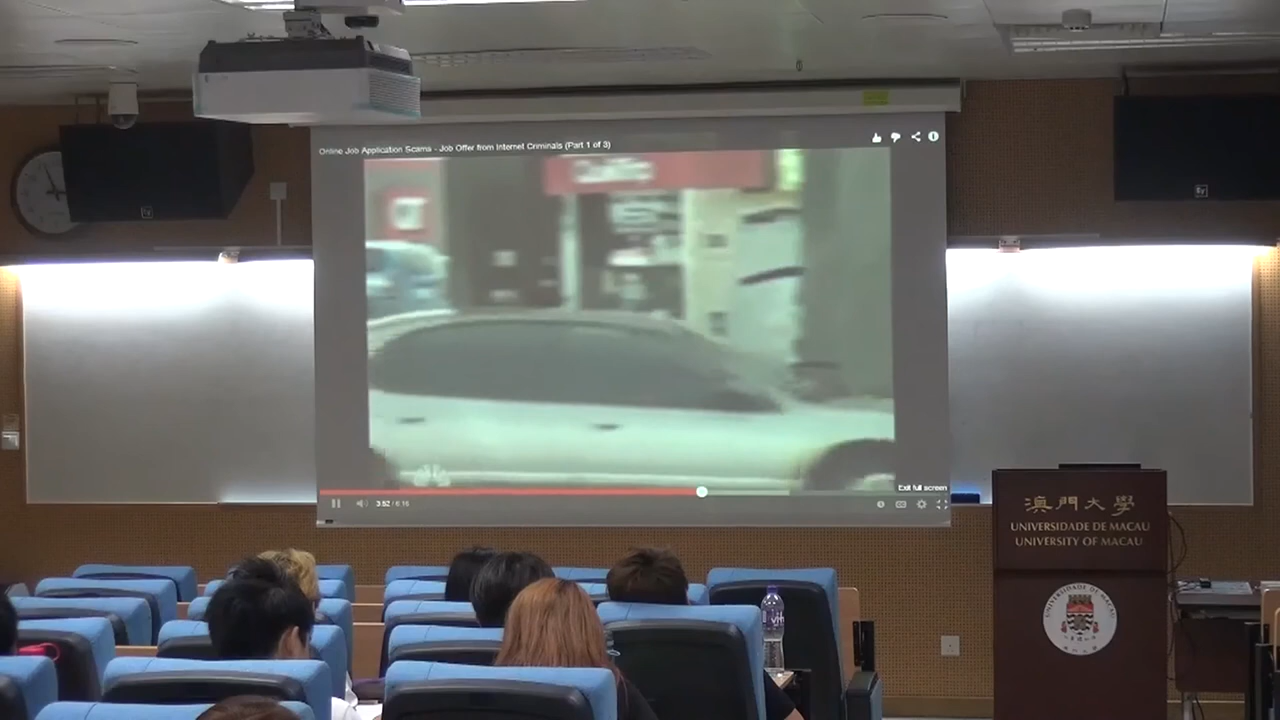 Online Job Application Scams - Job Offer from Internet Criminals (Part 1 of 3)
Exit full screen
3:52 / 6:16
澳門大學
UNIVERSIDADE DE MACAU
UNIVERSITY OF MACAU